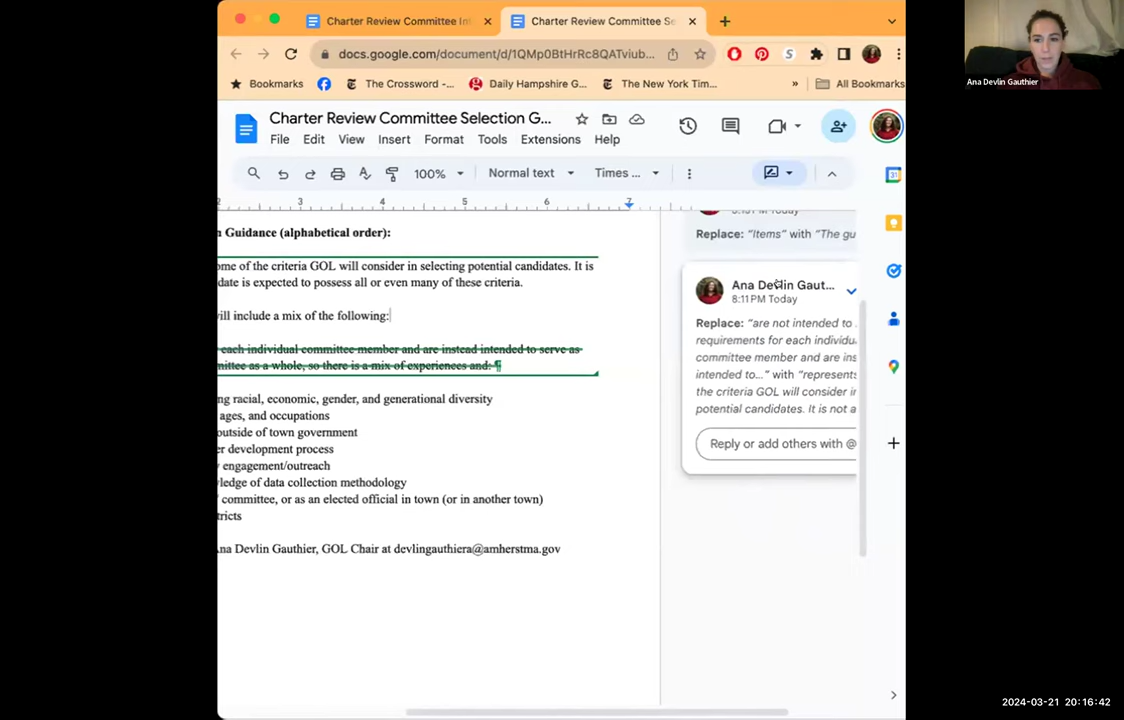 Charter Review Committee In
Charter Review Committee Se
docs.google.com/document/d/1QMp0BtHrRc8QATviub...
Bookmarks
The Crossword -...
Daily Hampshire G...
The New York Tim...
»
All Bookmarks
Charter Review Committee Selection G...
File Edit View Insert Format Tools Extensions Help
100% Normal text Times ...
2 3 4 5 6 7
n Guidance (alphabetical order):
ome of the criteria GOL will consider in selecting potential candidates. It is
date is expected to possess all or even many of these criteria.
vill include a mix of the following:
each individual committee member and are instead intended to serve as
mittee as a whole, so there is a mix of experiences and: ¶
ng racial, economic, gender, and generational diversity
ages, and occupations
outside of town government
er development process
y engagement/outreach
vledge of data collection methodology
committee, or as an elected official in town (or in another town)
tricts
Ana Devlin Gauthier, GOL Chair at devlingauthiera@amherstma.gov
Replace: "Items" with "The gu
Ana Devlin Gaut...
8:11 PM Today
Replace: "are not intended to
requirements for each individu
committee member and are ins
intended to..." with "represents
the criteria GOL will consider in
potential candidates. It is not a
Reply or add others with @
Ana Devlin Gauthier
2024-03-21 20:16:42